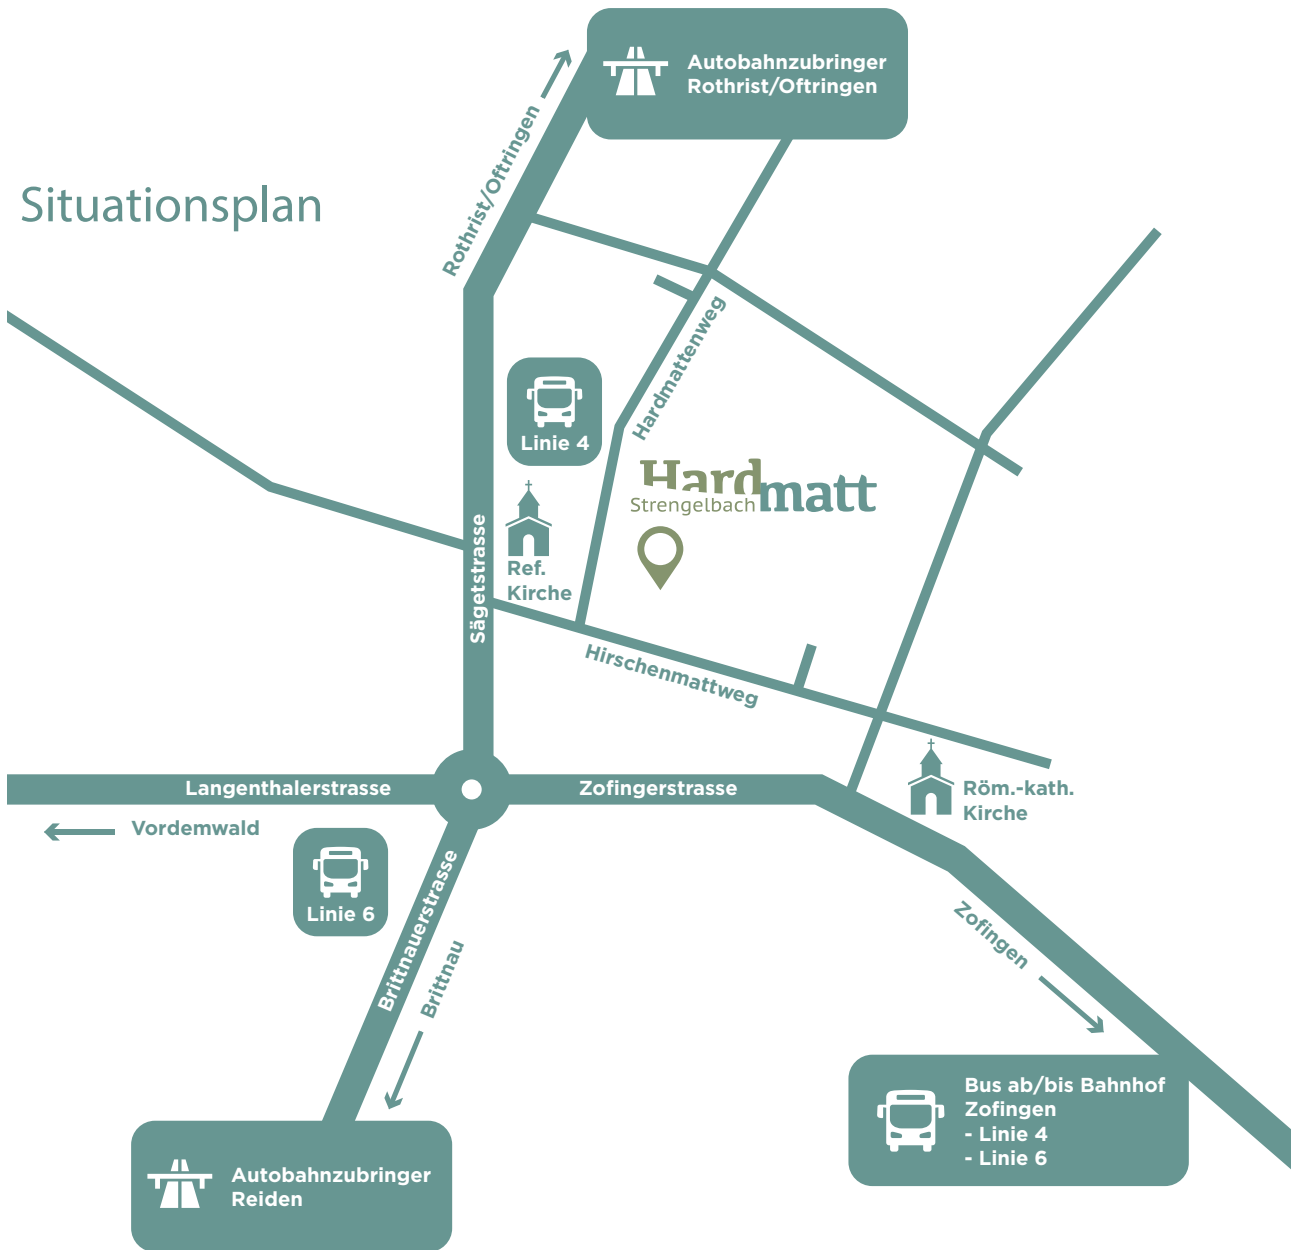 Autobahnzubringer
Rothrist/Oftringen
Rothrist/Oftringen
Situationsplan
Hardmattenweg
Linie 4
Hardmatt
Strengelbach
Sägetstrasse
Ref.
Kirche
Hirschenmattweg
Langenthalerstrasse
Zofingerstrasse
Röm.-kath.
Kirche
Vordemwald
Linie 6
Brittnauerstrasse
Brittnau
Zofingen
Bus ab/bis Bahnhof
Zofingen
- Linie 4
- Linie 6
Autobahnzubringer
Reiden